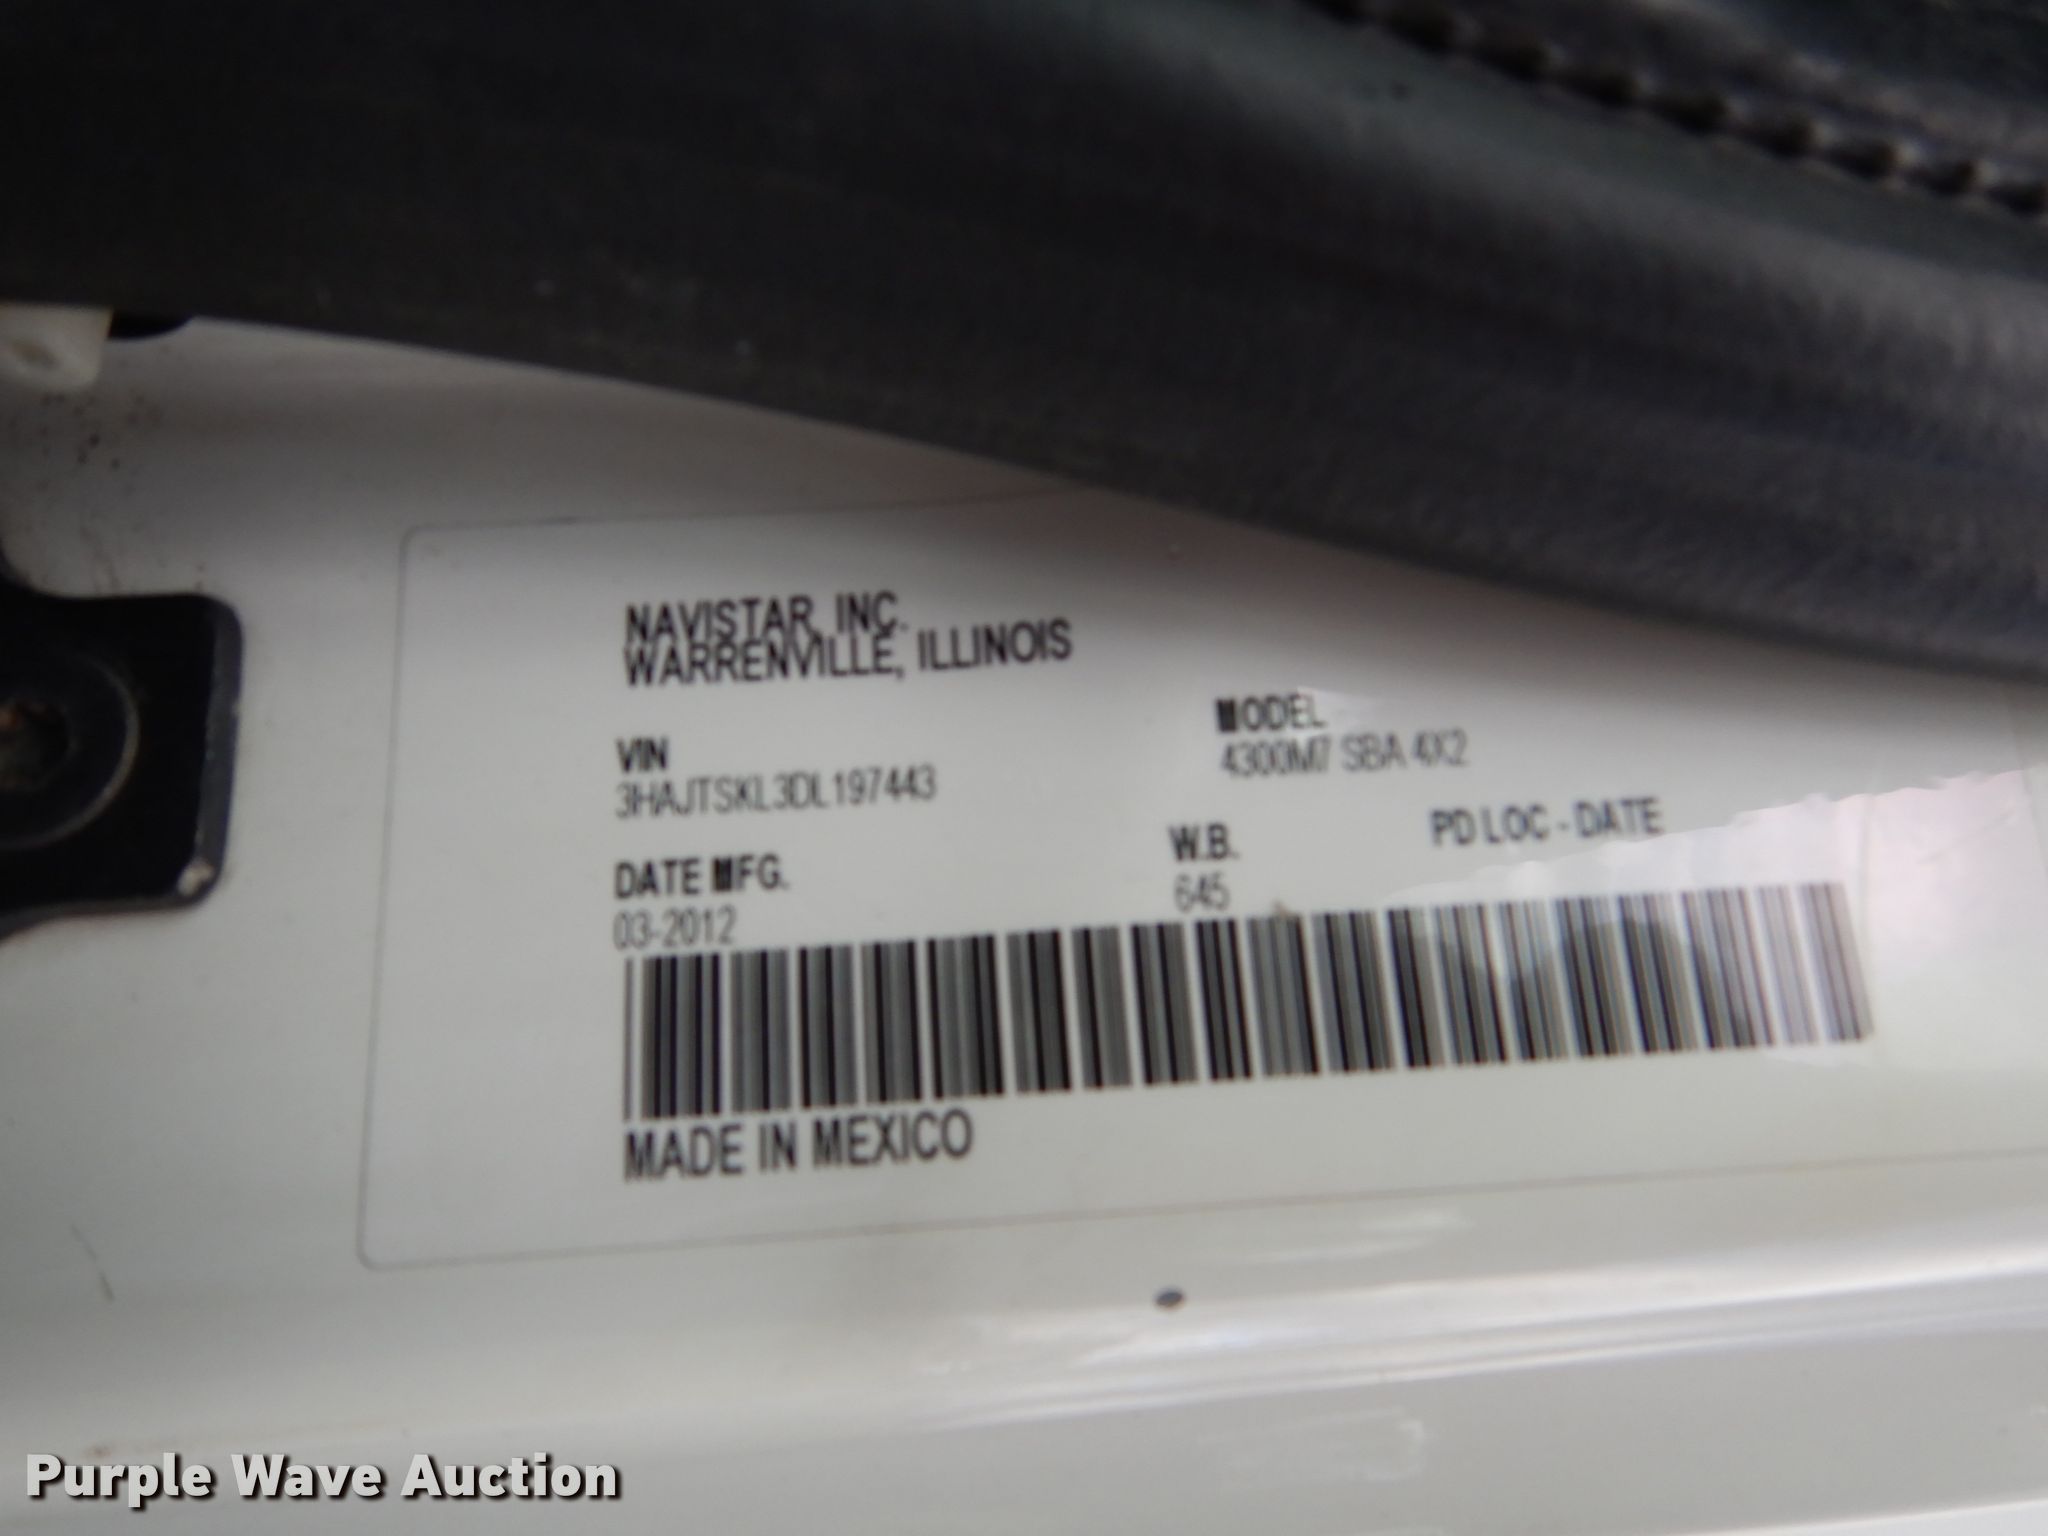 NAVISTAR, INC.
WARRENVILLE, ILLINOIS
VIN
3HAJTSKL3DL197443
MODEL
4300M7 SBA 4X2
DATE MFG.
03-2012
W.B.
645
PD LOC - DATE
MADE IN MEXICO
Purple Wave Auction